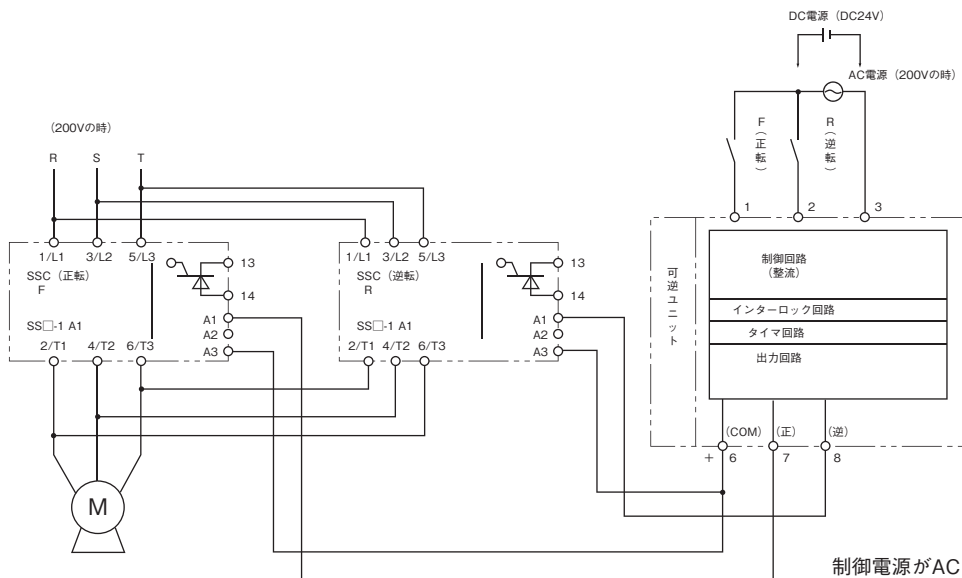 DC電源（DC24V）
AC電源（200Vの時）
（200Vの時）
R S T
F（正転）
R（逆転）
1 2 3
1/L1 3/L2 5/L3
SSC（正転）
F
SS□-1 A1
2/T1 4/T2 6/T3
13
14
A1
A2
A3
1/L1 3/L2 5/L3
SSC（逆転）
R
SS□-1 A1
2/T1 4/T2 6/T3
13
14
A1
A2
A3
可逆ユニット
制御回路
（整流）
インターロック回路
タイマ回路
出力回路
（COM） （正） （逆）
+ 6 7 8
M
制御電源がAC